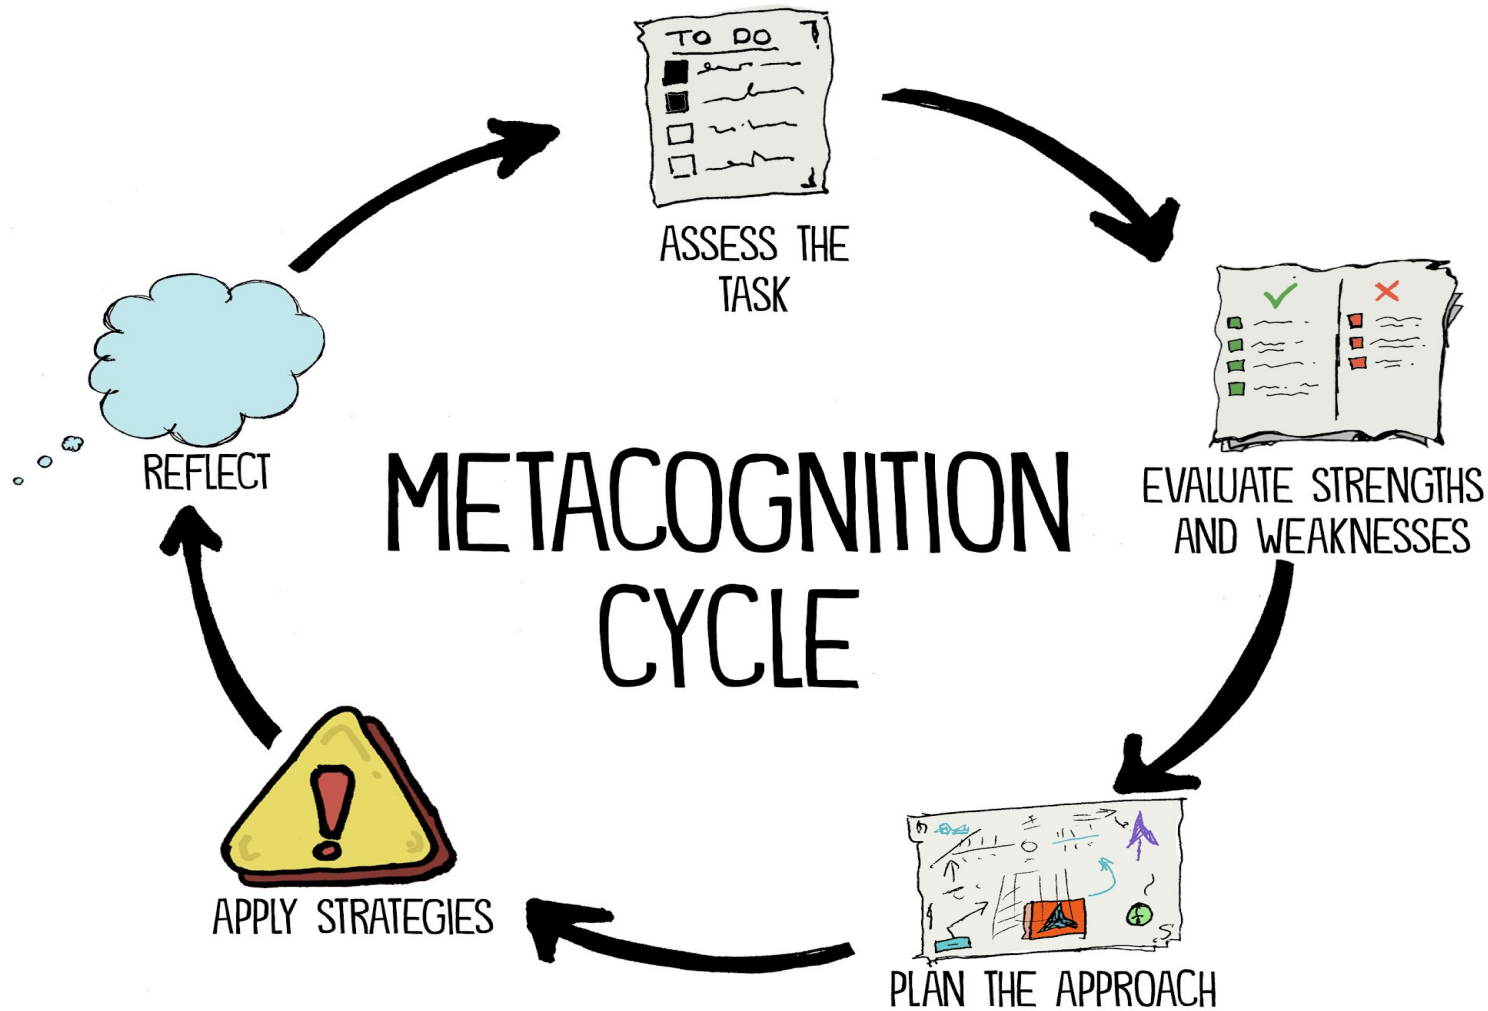 TO DO
ASSESS THE
TASK
EVALUATE STRENGTHS
AND WEAKNESSES
PLAN THE APPROACH
APPLY STRATEGIES
REFLECT
METACOGNITION
CYCLE